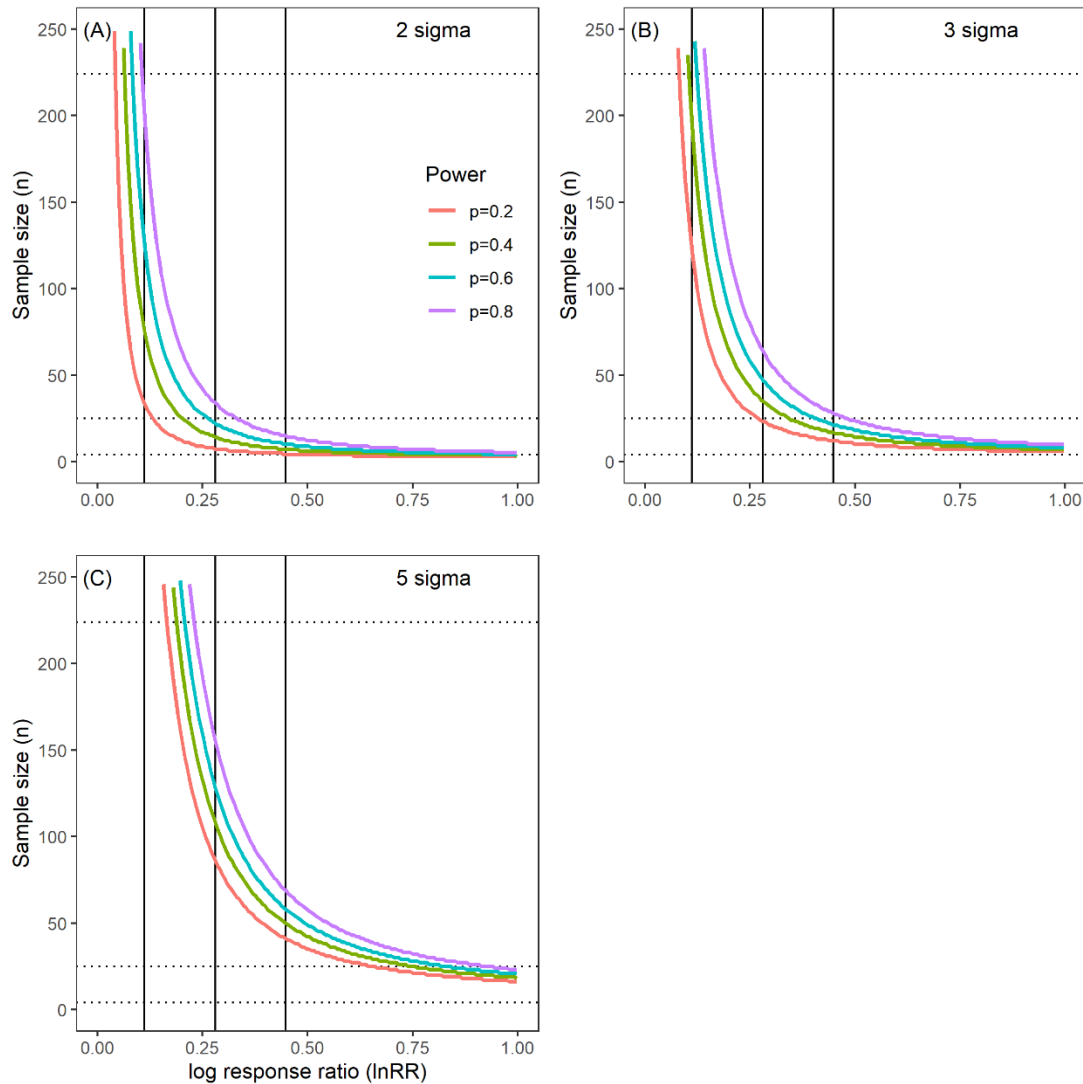 (A) 2 sigma
Sample size (n)
250
200
150
100
50
0
Power
p=0.2
p=0.4
p=0.6
p=0.8
0.00 0.25 0.50 0.75 1.00
(B) 3 sigma
Sample size (n)
250
200
150
100
50
0
0.00 0.25 0.50 0.75 1.00
(C) 5 sigma
Sample size (n)
250
200
150
100
50
0
0.00 0.25 0.50 0.75 1.00
log response ratio (lnRR)